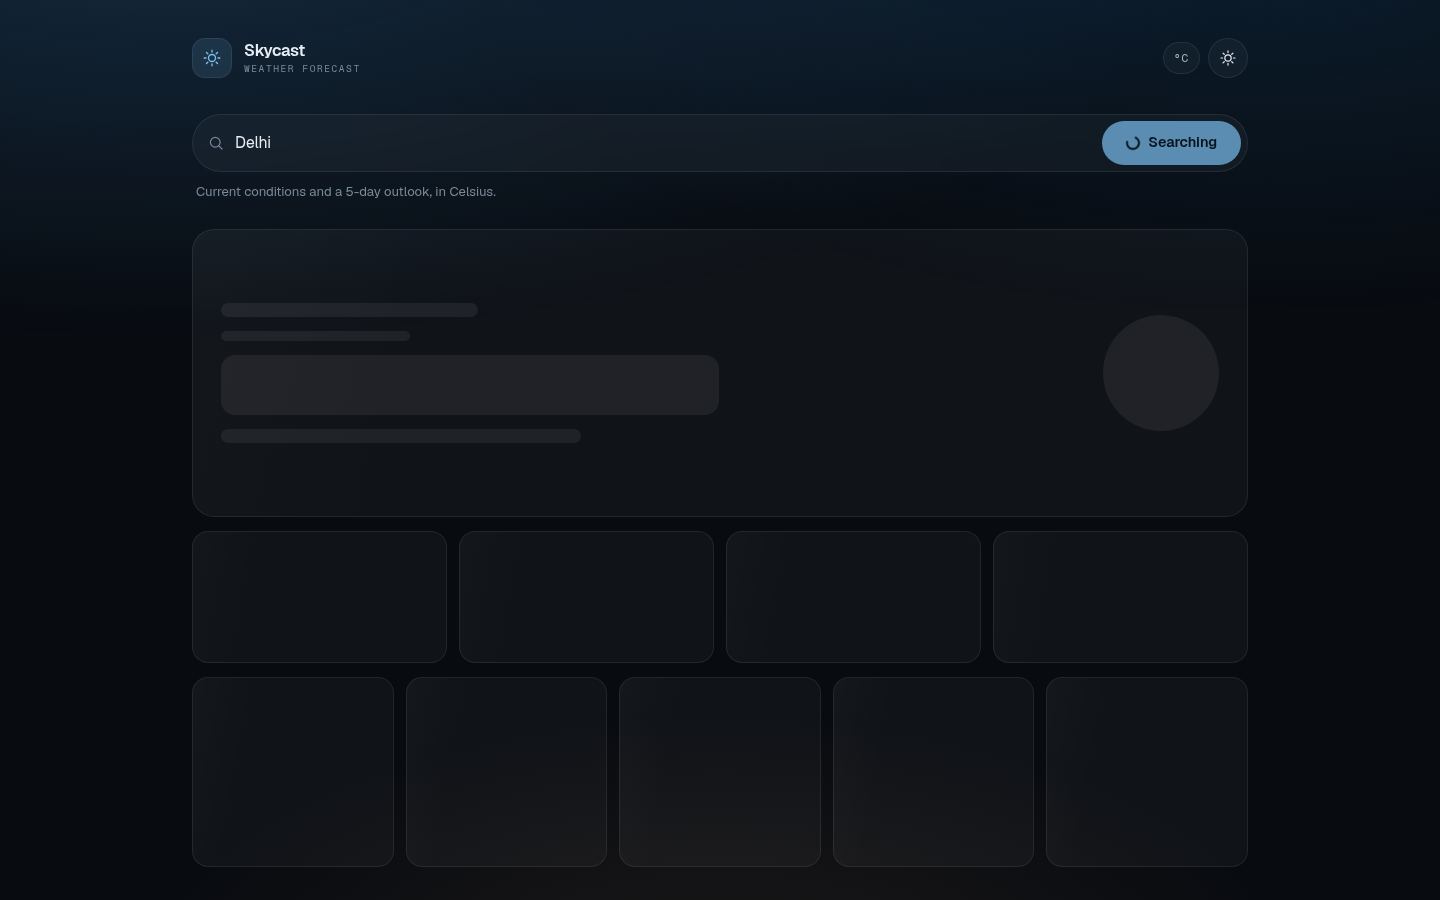 Skycast
WEATHER FORECAST
°C
Delhi
Searching
Current conditions and a 5-day outlook, in Celsius.